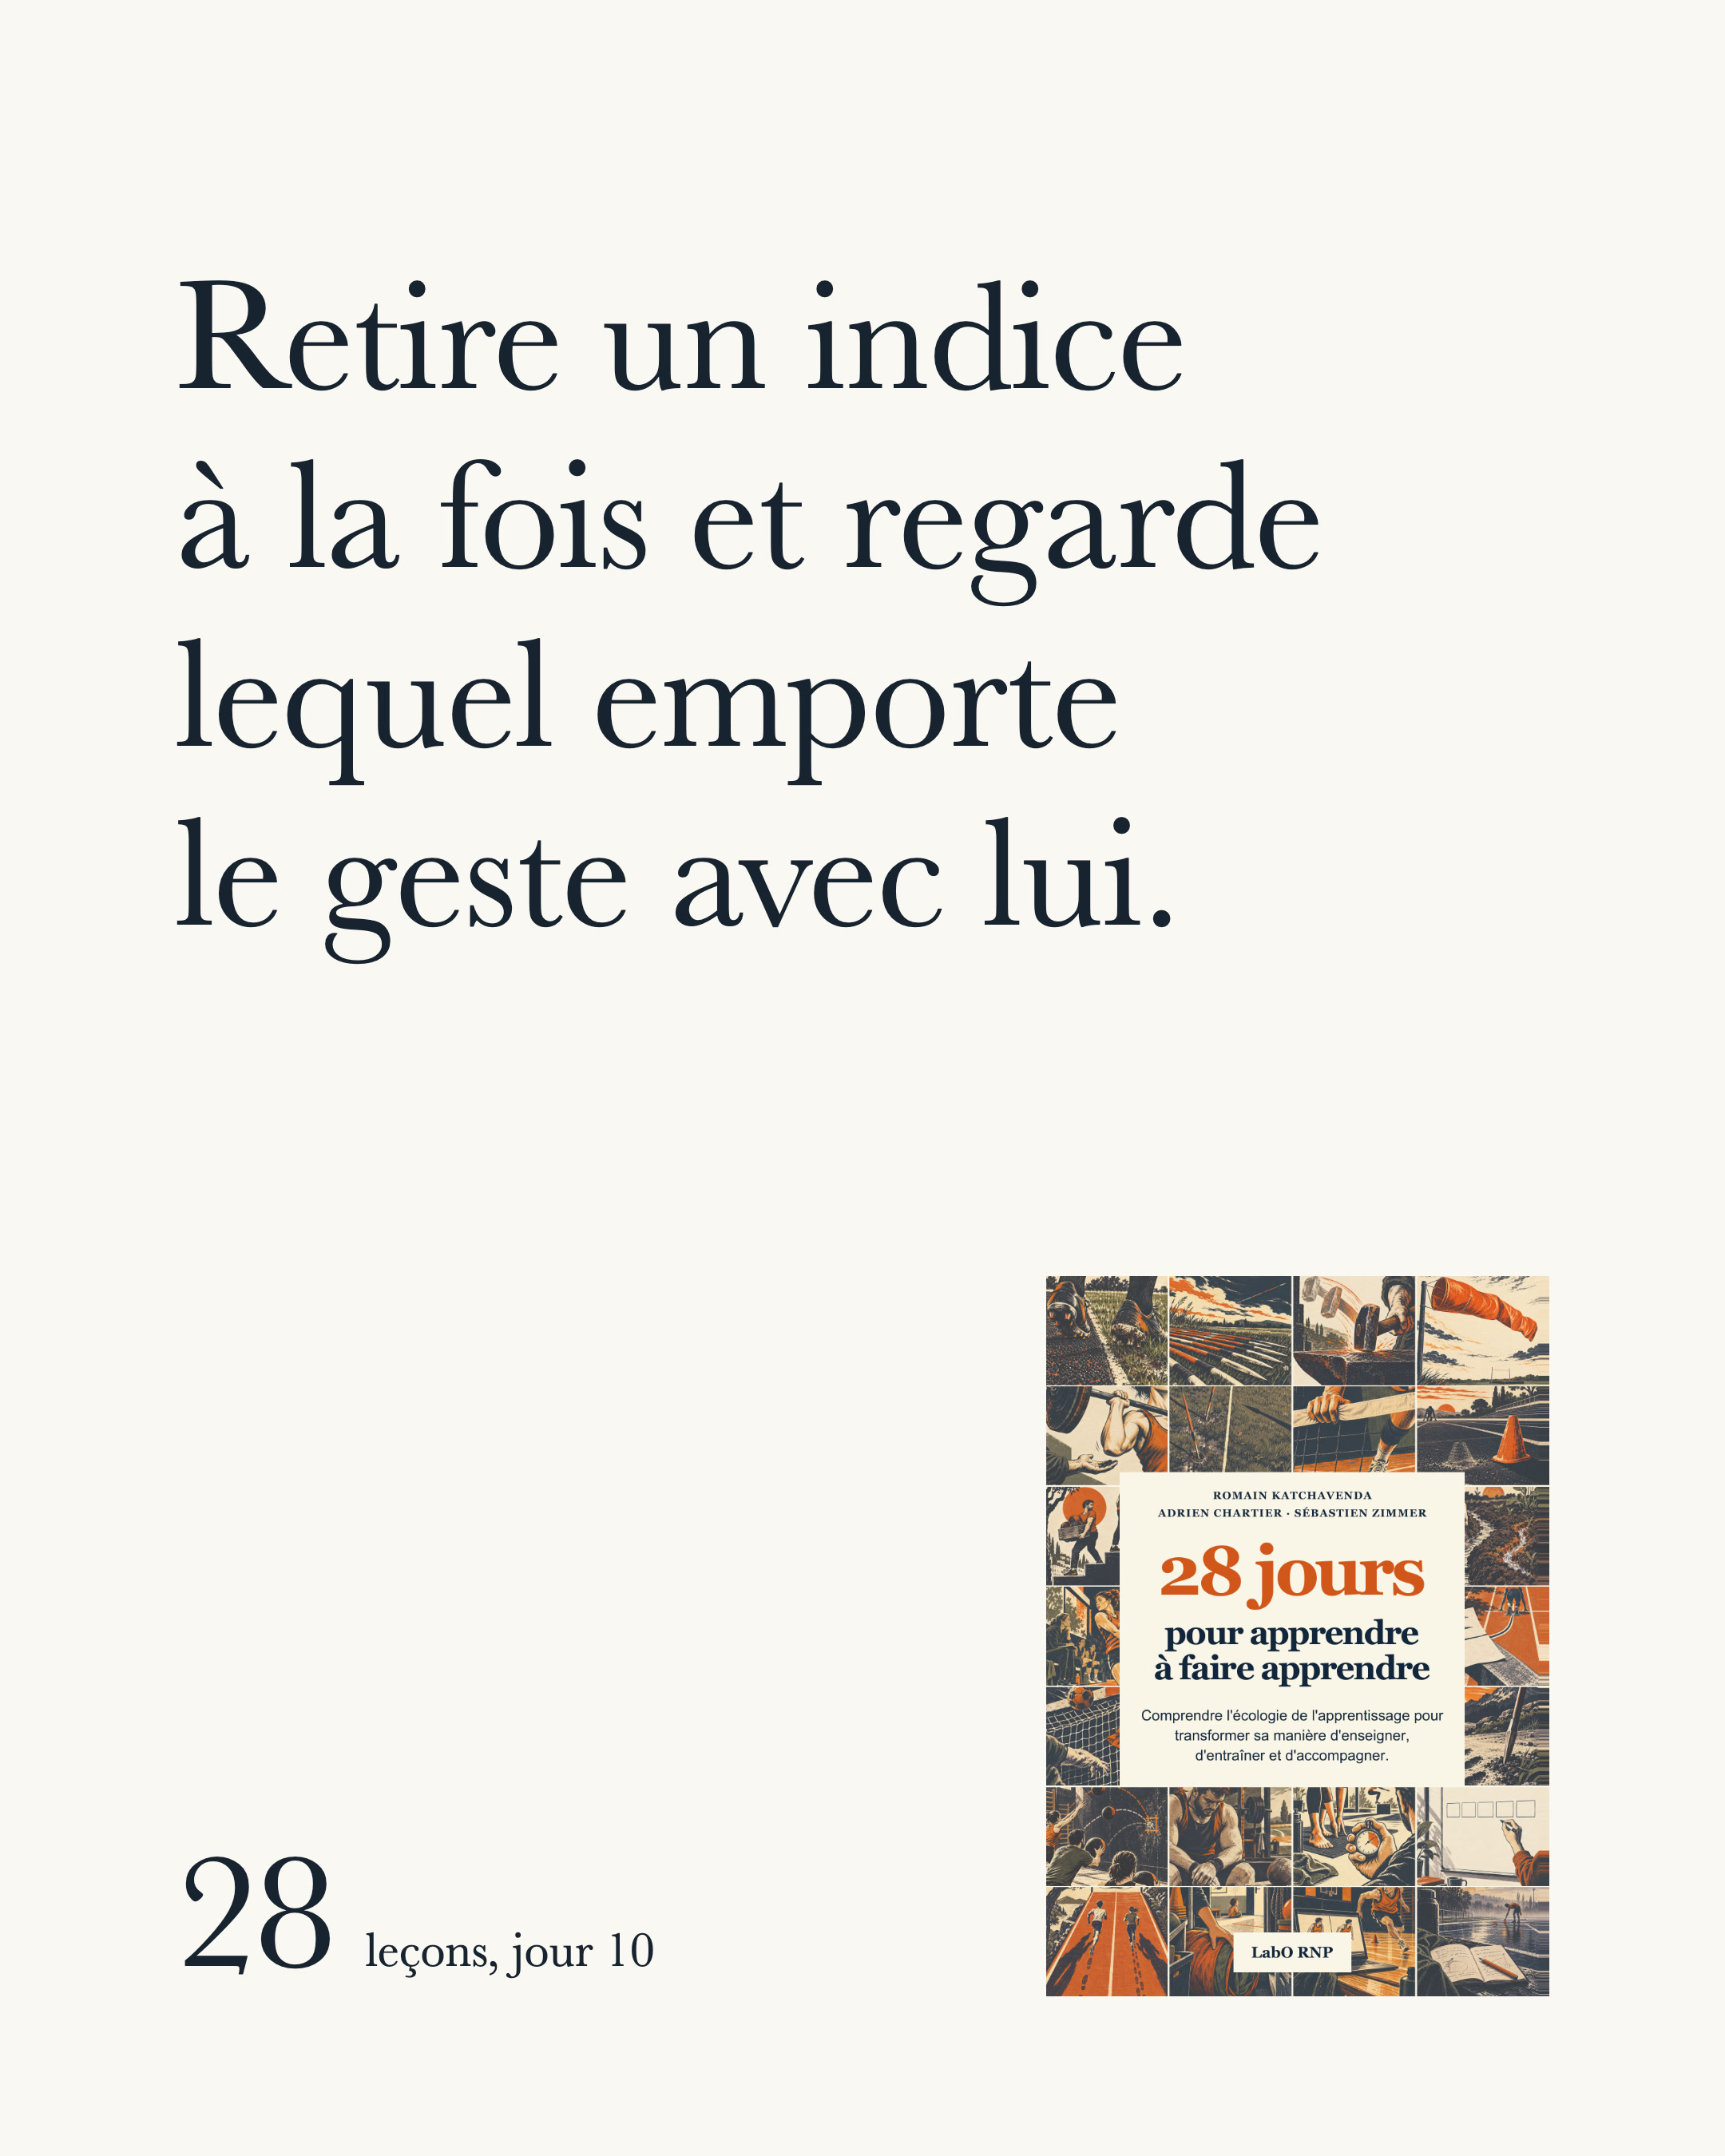 Retire un indice
à la fois et regarde
lequel emporte
le geste avec lui.
ROMAIN KATCHAVENDA
ADRIEN CHARTIER · SÉBASTIEN ZIMMER
28 jours
pour apprendre
à faire apprendre
Comprendre l'écologie de l'apprentissage pour
transformer sa manière d'enseigner,
d'entraîner et d'accompagner.
LabO RNP
28 leçons, jour 10